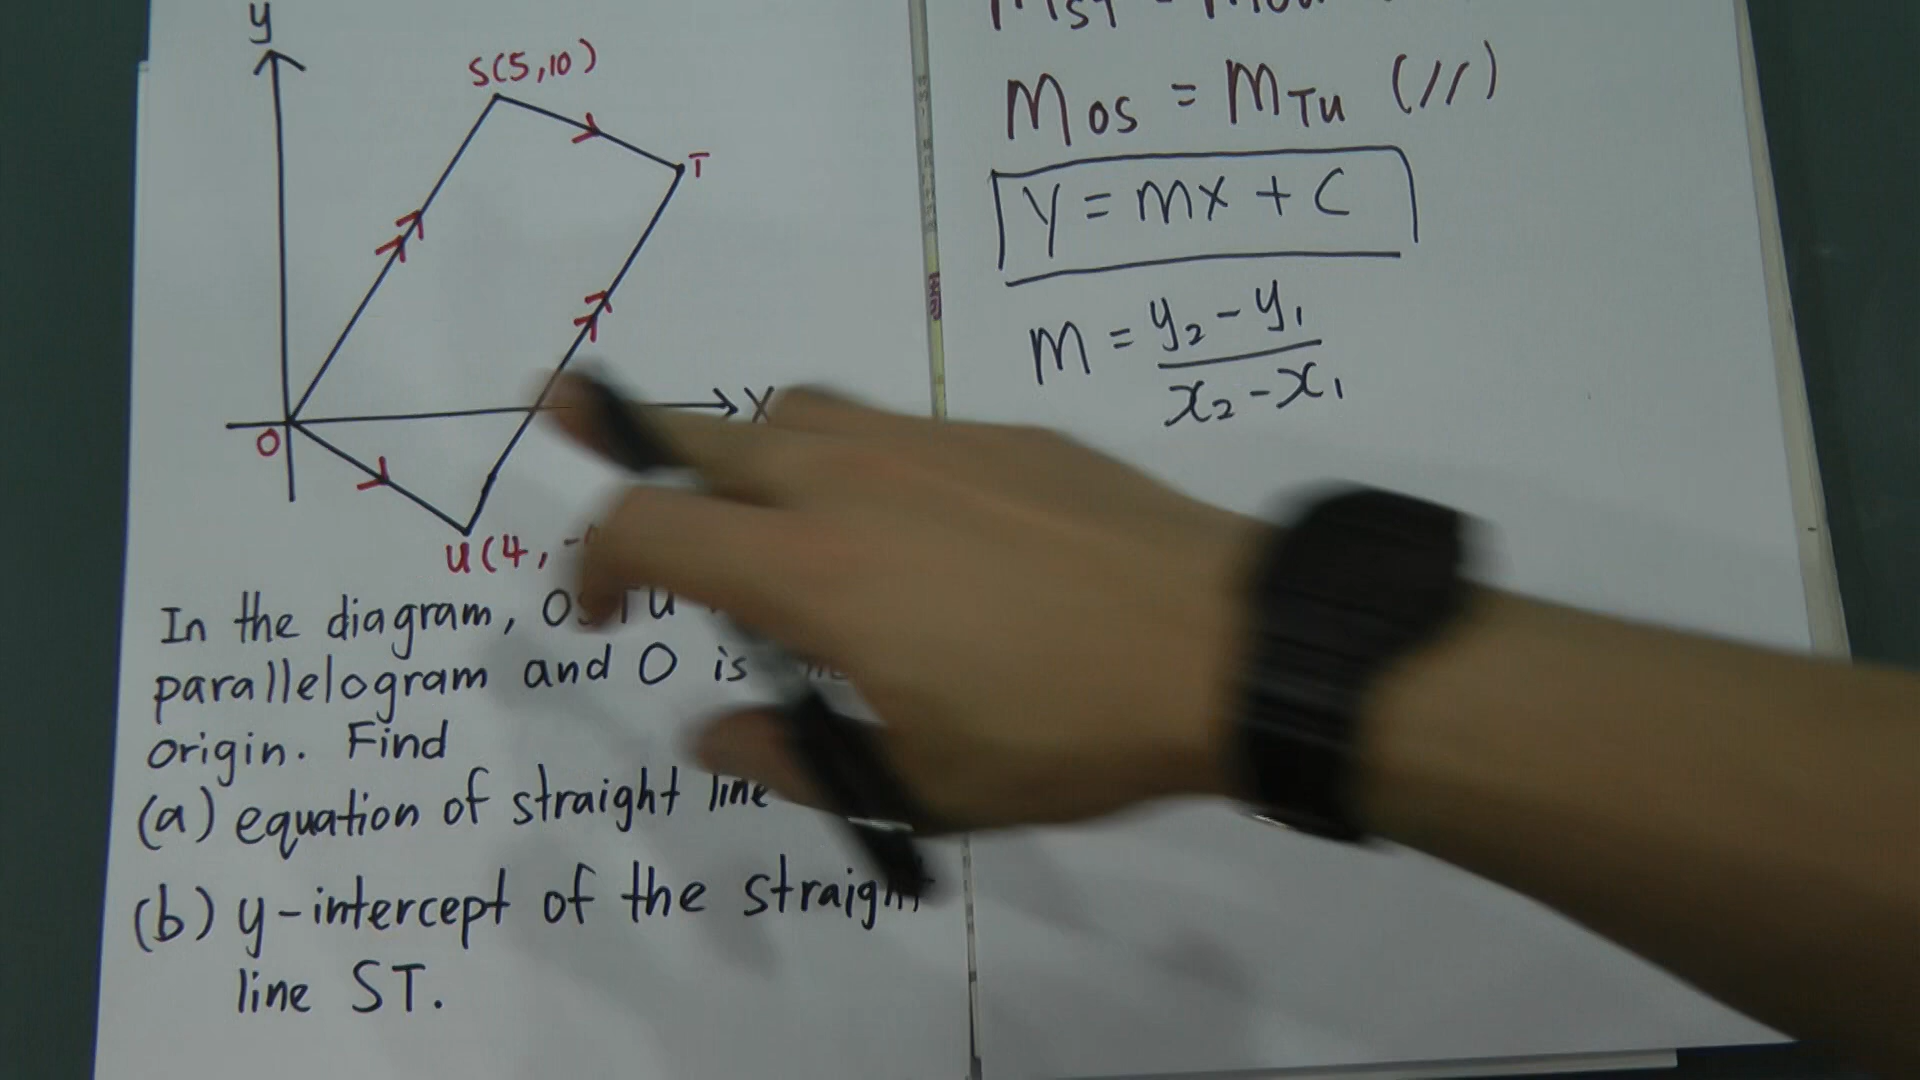 y
S(5,10)
T
X
O
U(4,
In the diagram,
parallelogram and O is
origin. Find
(a) equation of straight line
(b) y-intercept of the straight
line ST.
MOS = MTU (//)
Y = mx + C
M = y2 - y1
x2 - x1